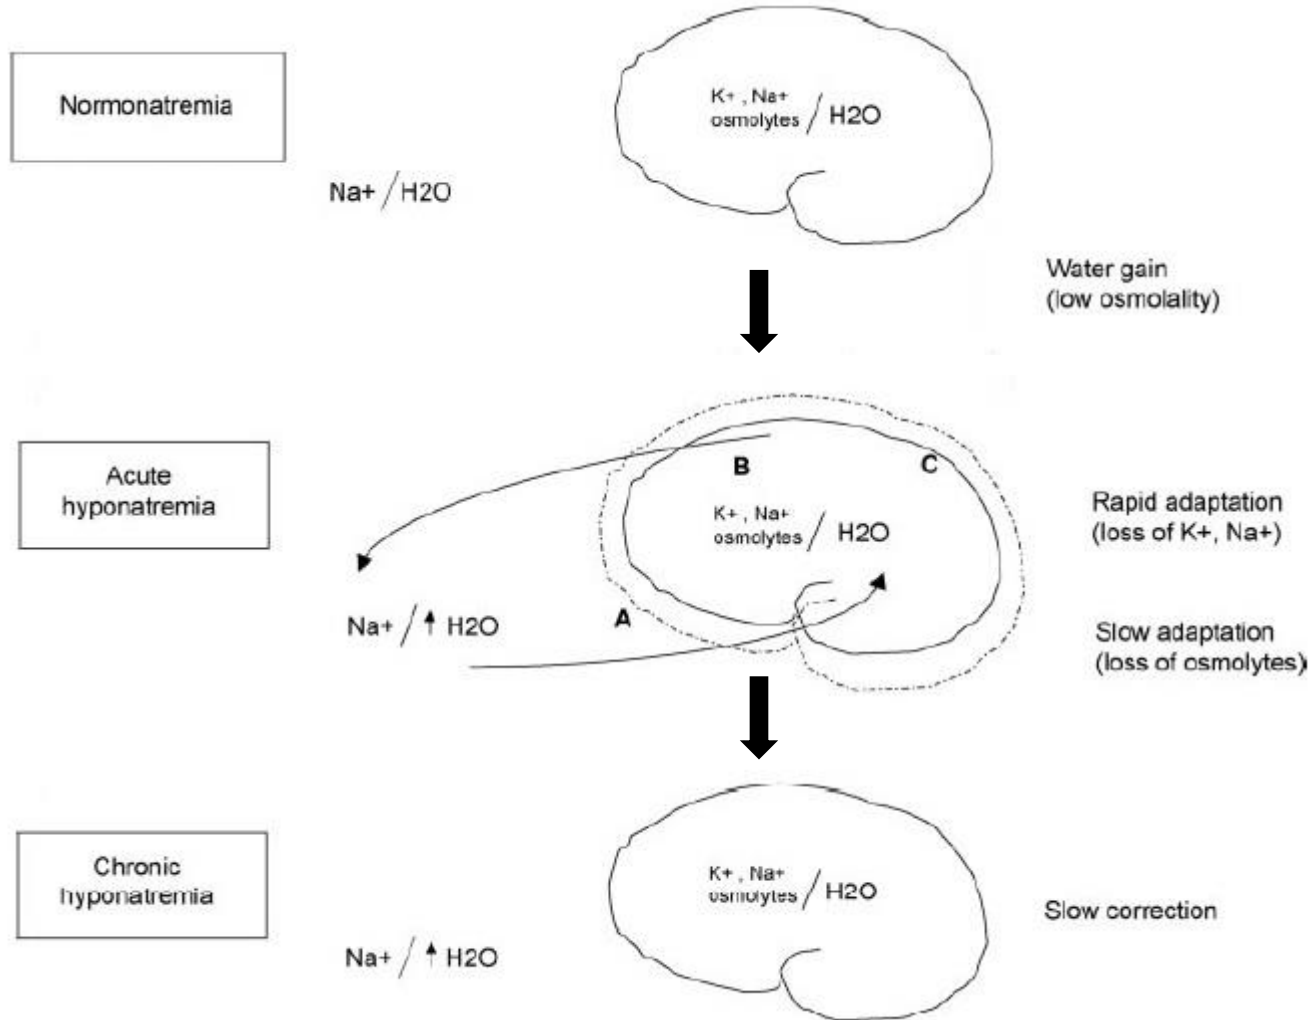 Normonatremia
K+ , Na+
osmolytes / H2O
Na+ / H2O
Water gain
(low osmolality)
Acute
hyponatremia
B
C
K+ , Na+
osmolytes / H2O
Rapid adaptation
(loss of K+, Na+)
A
Na+ / ↑ H2O
Slow adaptation
(loss of osmolytes)
Chronic
hyponatremia
K+ , Na+
osmolytes / H2O
Slow correction
Na+ / ↑ H2O